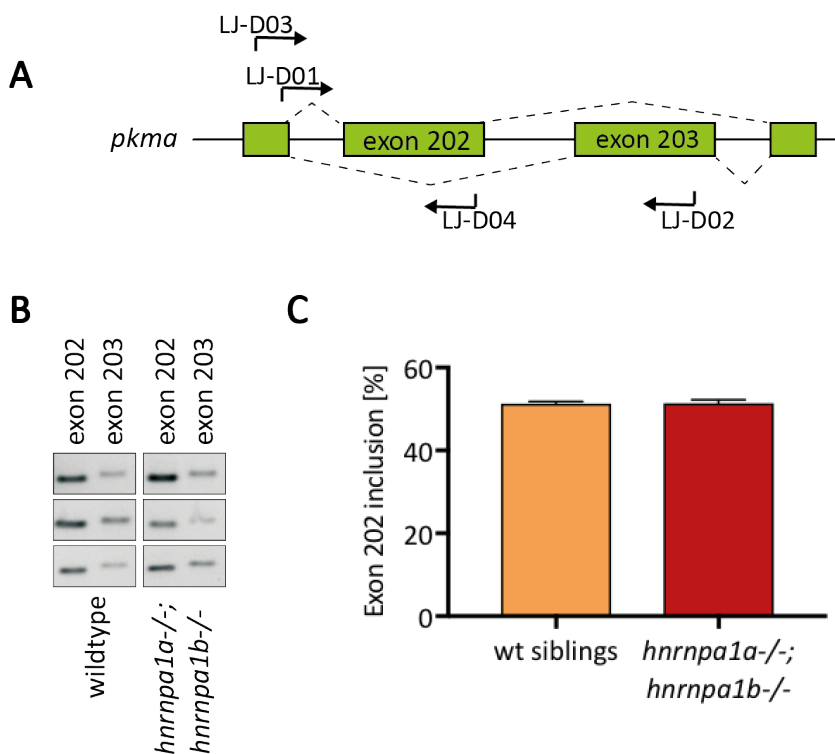 A
LJ-D03
LJ-D01
pkma
exon 202
exon 203
LJ-D04
LJ-D02
B
exon 202
exon 203
exon 202
exon 203
wildtype
hnrnpa1a-/-;
hnrnpa1b-/-
C
Exon 202 inclusion [%]
60
40
20
0
wt siblings
hnrnpa1a-/-;
hnrnpa1b-/-